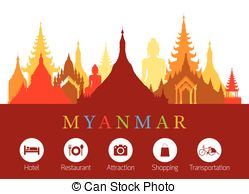 MYANMAR
Hotel Restaurant Attraction Shopping Transportation
© Can Stock Photo